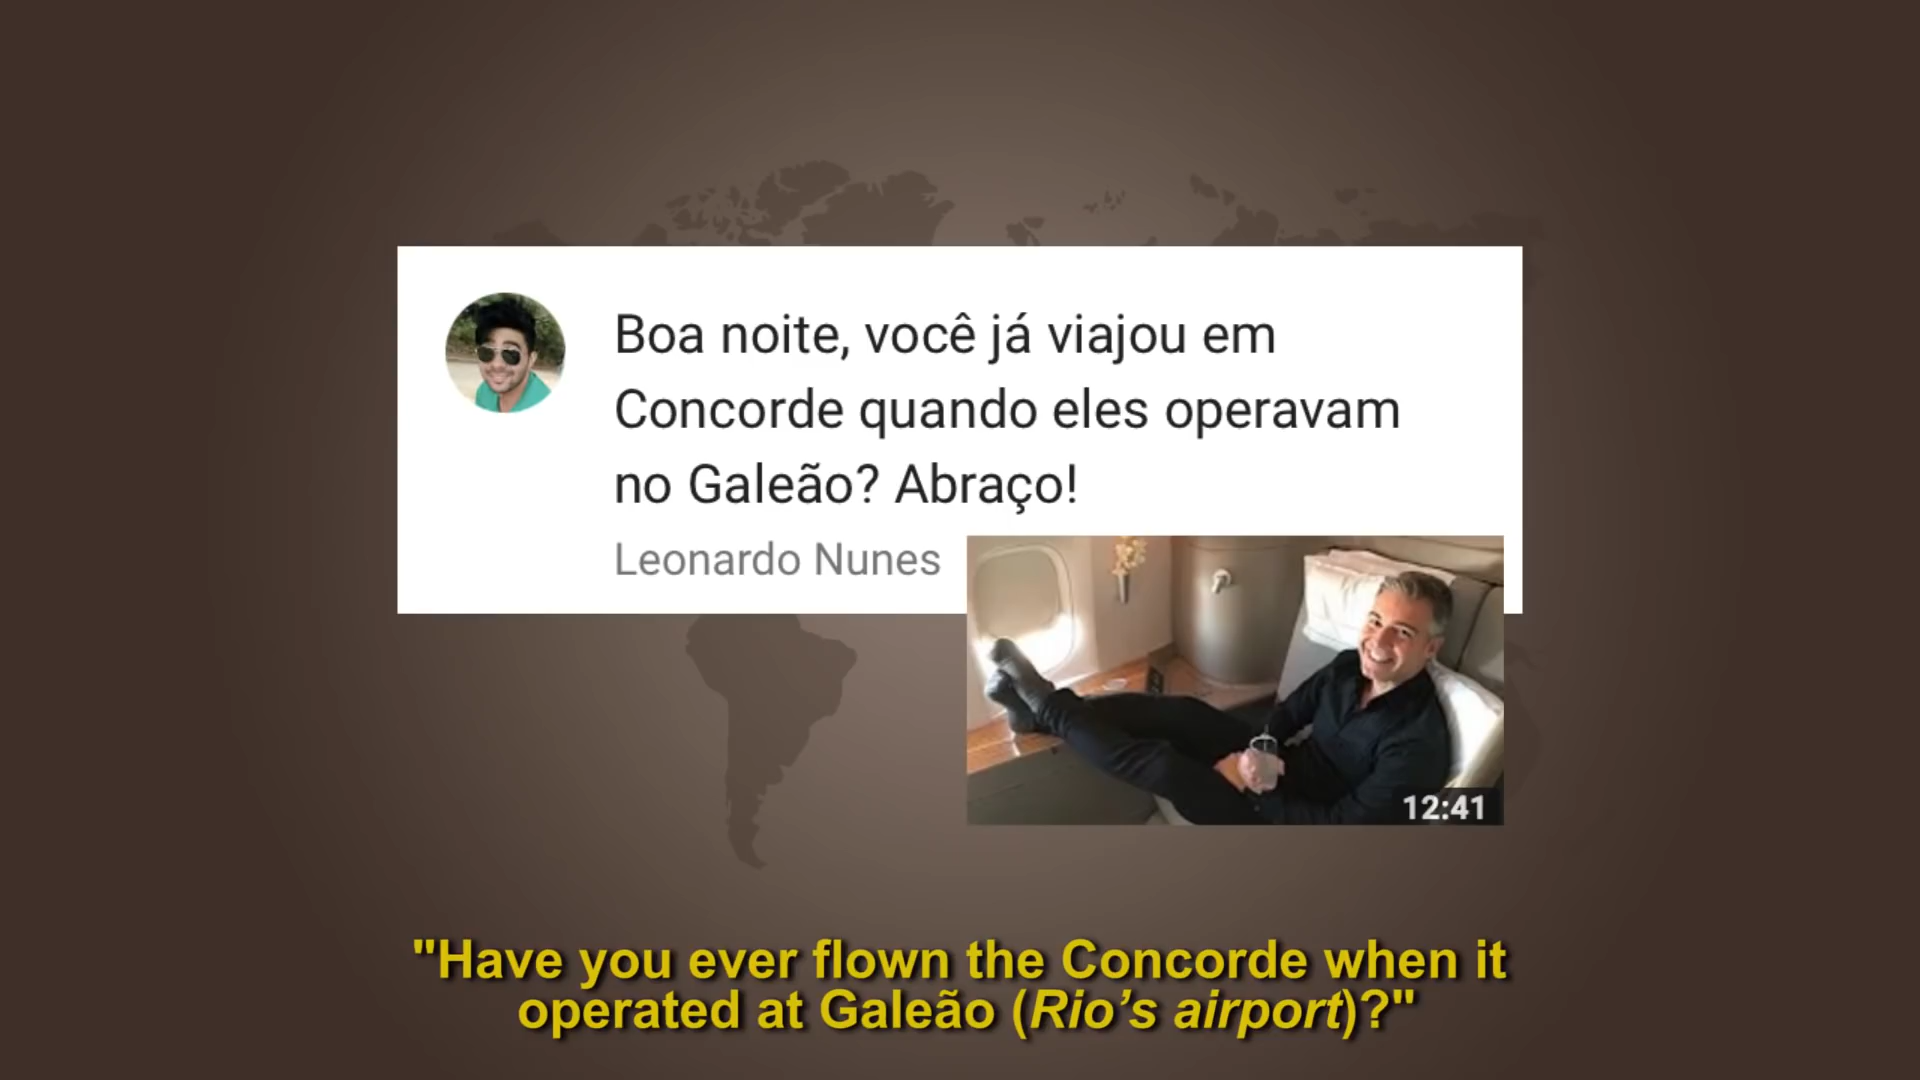 Boa noite, você já viajou em
Concorde quando eles operavam
no Galeão? Abraço!
Leonardo Nunes
12:41
"Have you ever flown the Concorde when it
operated at Galeão (Rio’s airport)?"